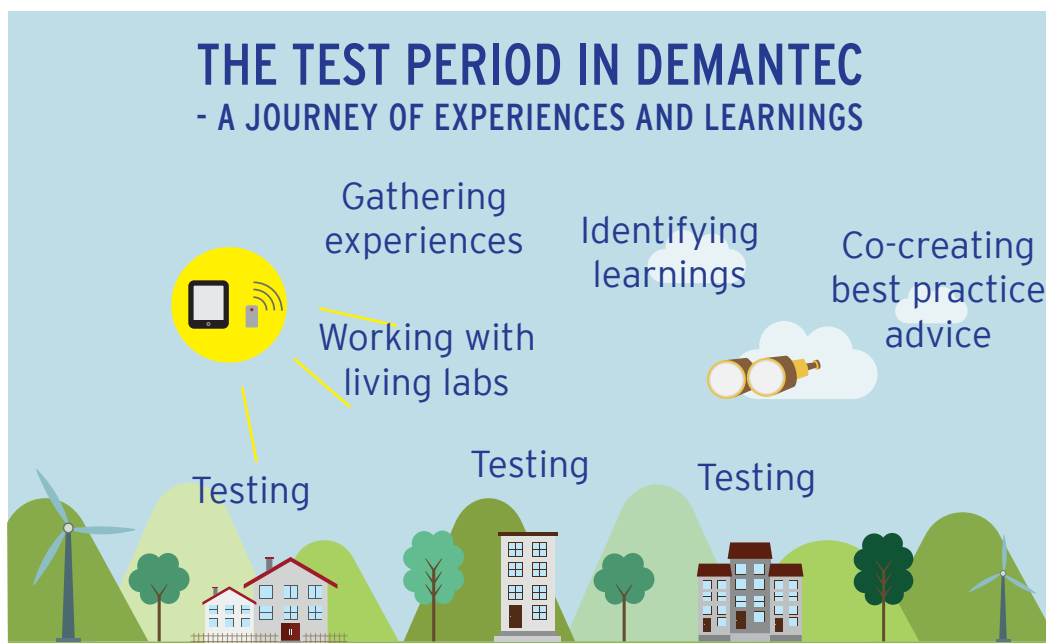 THE TEST PERIOD IN DEMANTEC
- A JOURNEY OF EXPERIENCES AND LEARNINGS
Gathering
experiences
Identifying
learnings
Co-creating
best practice
advice
Working with
living labs
Testing
Testing
Testing